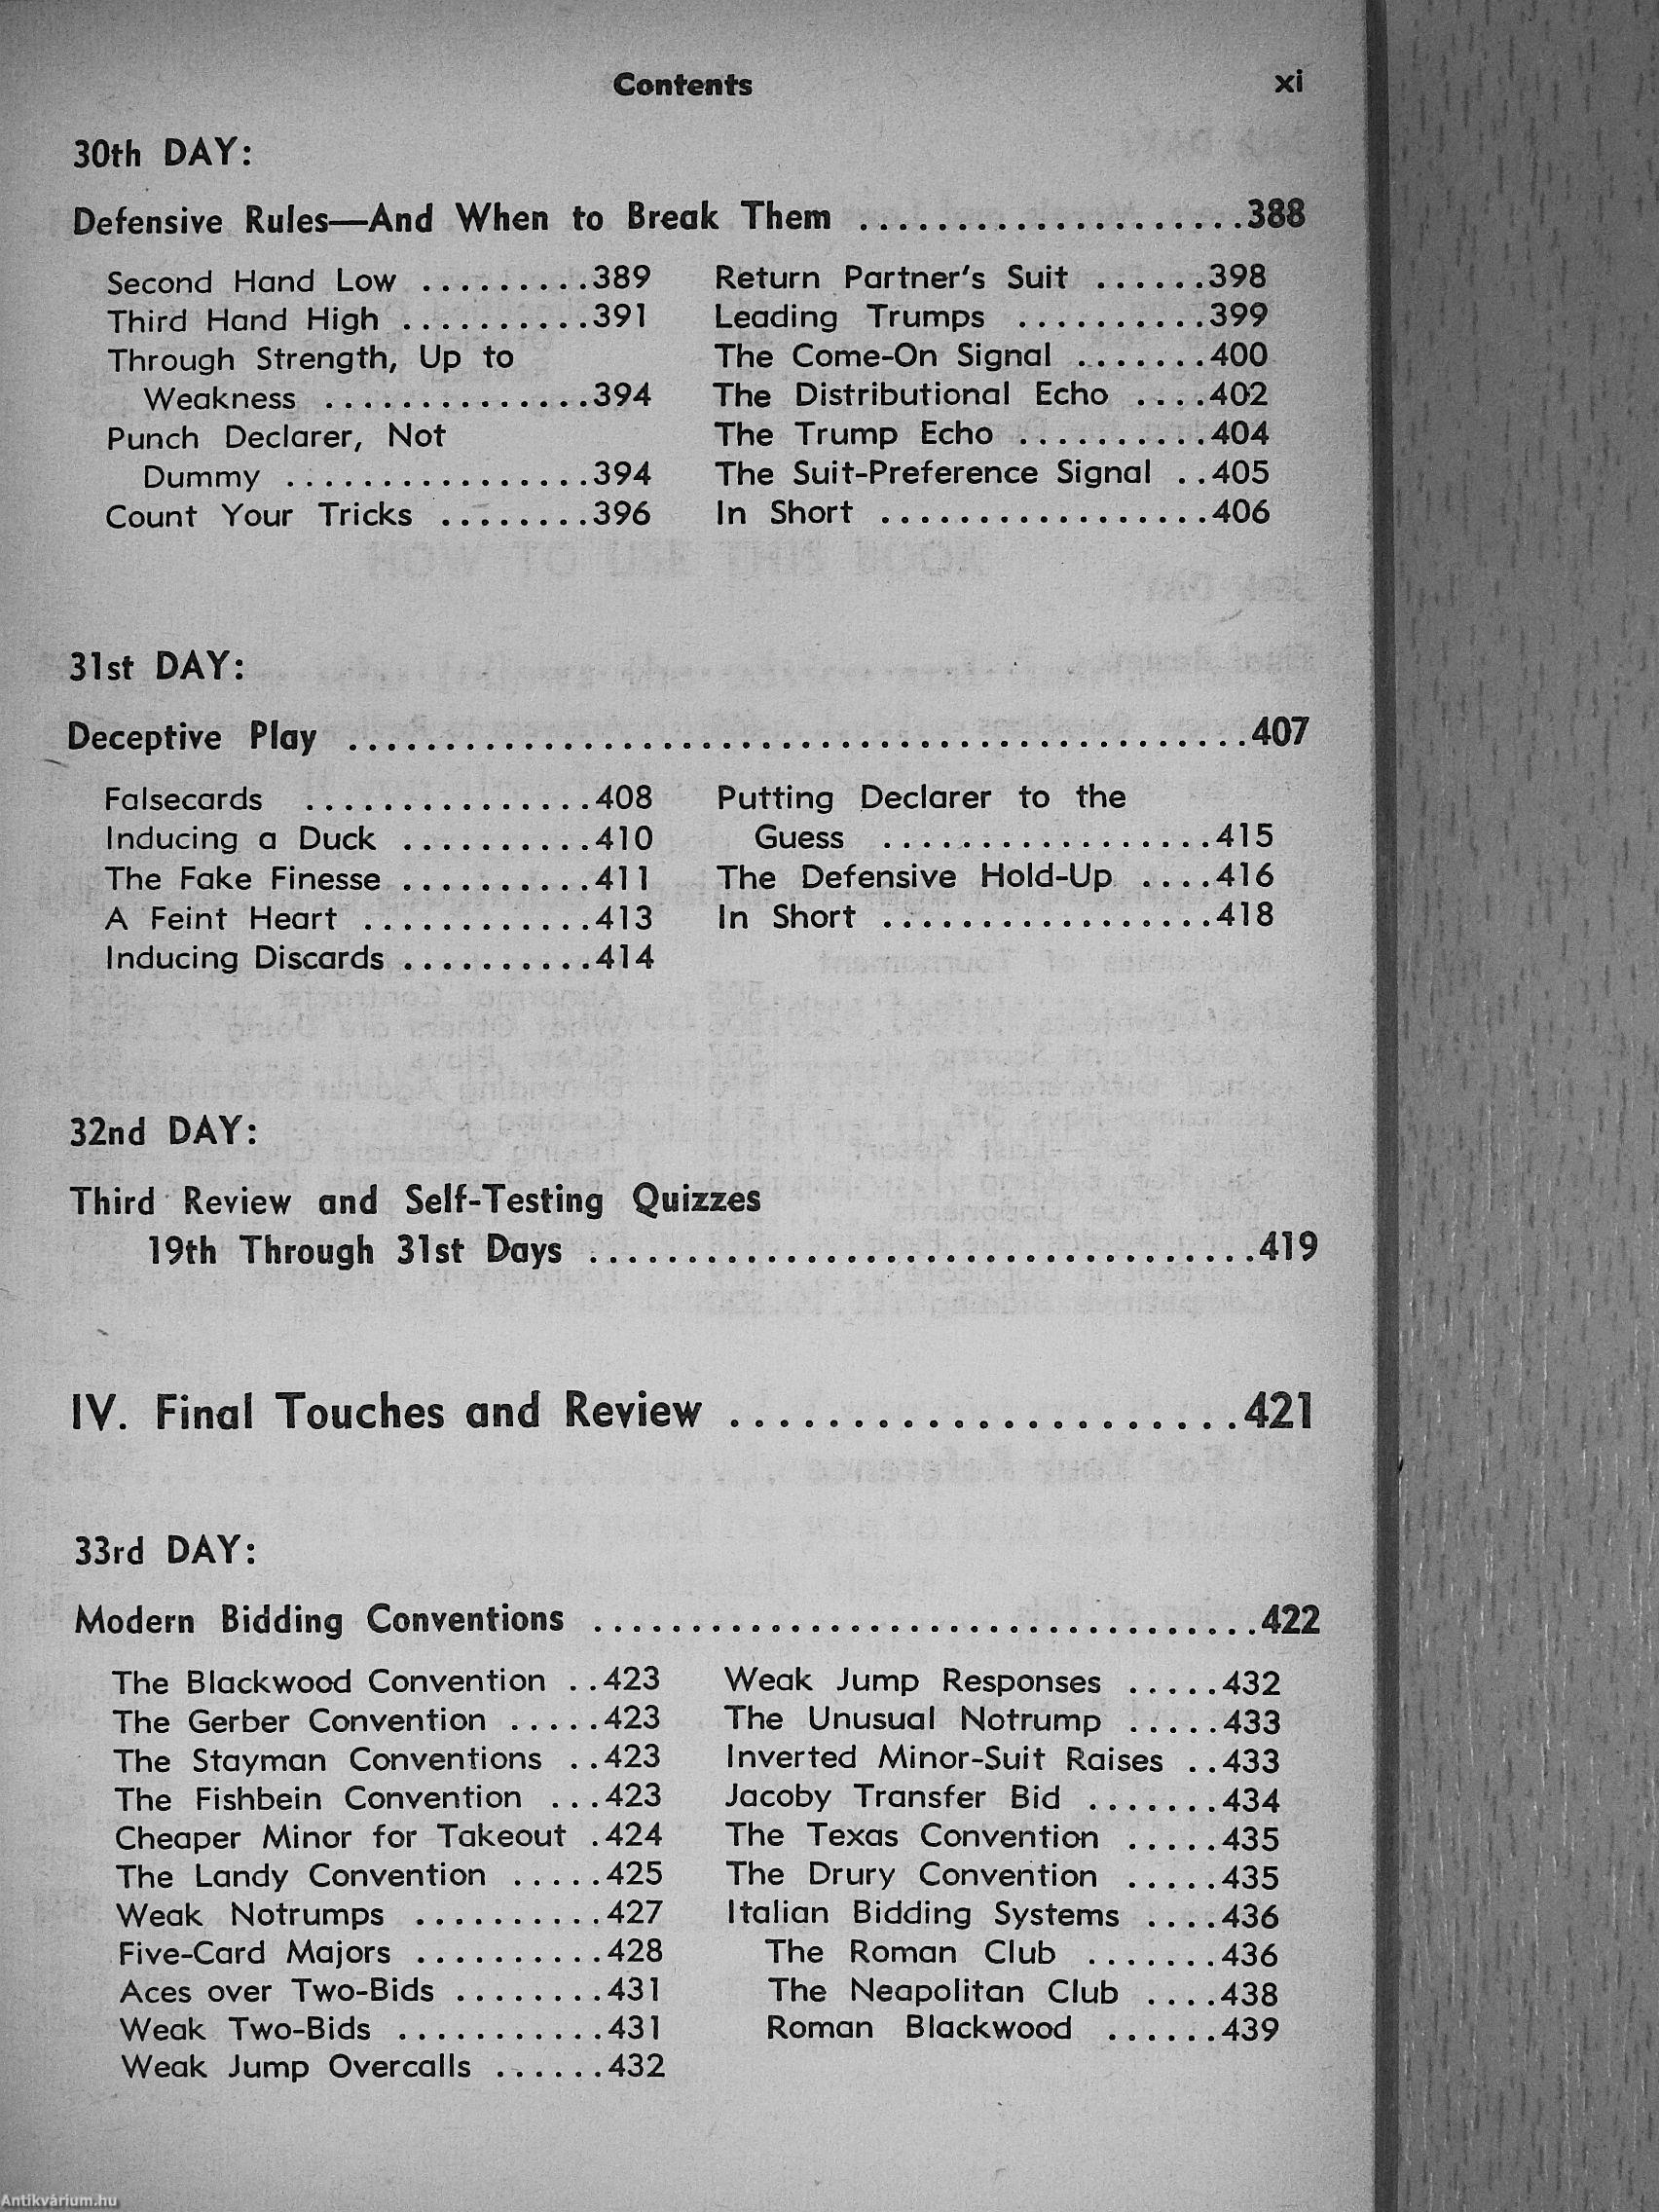 Contents xi
30th DAY:
Defensive Rules—And When to Break Them ....................388
Second Hand Low .........389
Third Hand High ..........391
Through Strength, Up to
Weakness ..............394
Punch Declarer, Not
Dummy ................394
Count Your Tricks ........396
Return Partner's Suit ......398
Leading Trumps ..........399
The Come-On Signal .......400
The Distributional Echo ....402
The Trump Echo ..........404
The Suit-Preference Signal ..405
In Short .................406
31st DAY:
Deceptive Play ...............................................407
Falsecards ...............408
Inducing a Duck ..........410
The Fake Finesse ..........411
A Feint Heart ............413
Inducing Discards ..........414
Putting Declarer to the
Guess .................415
The Defensive Hold-Up ....416
In Short .................418
32nd DAY:
Third Review and Self-Testing Quizzes
19th Through 31st Days ...................................419
IV. Final Touches and Review ......................421
33rd DAY:
Modern Bidding Conventions ...................................422
The Blackwood Convention ..423
The Gerber Convention .....423
The Stayman Conventions ..423
The Fishbein Convention ...423
Cheaper Minor for Takeout .424
The Landy Convention .....425
Weak Notrumps ..........427
Five-Card Majors ..........428
Aces over Two-Bids ........431
Weak Two-Bids ...........431
Weak Jump Overcalls ......432
Weak Jump Responses .....432
The Unusual Notrump .....433
Inverted Minor-Suit Raises ..433
Jacoby Transfer Bid .......434
The Texas Convention .....435
The Drury Convention .....435
Italian Bidding Systems ....436
The Roman Club .......436
The Neapolitan Club ....438
Roman Blackwood ......439
Antikvárium.hu